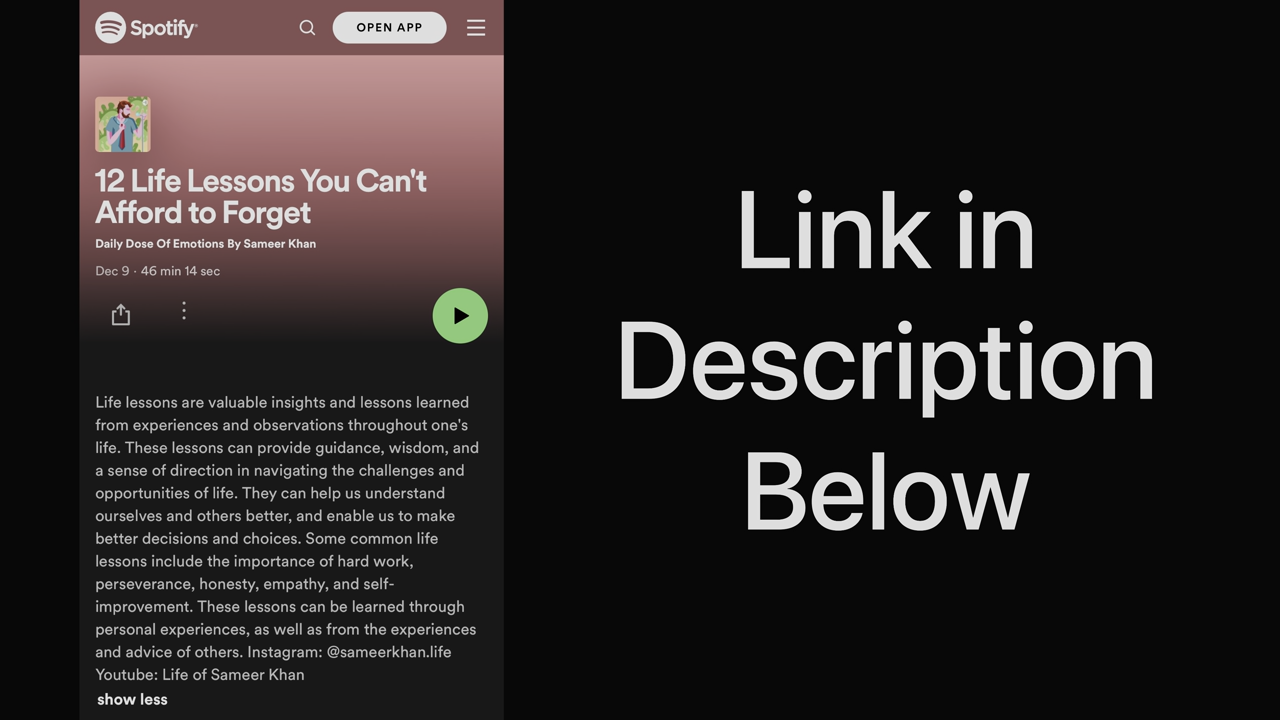 Spotify
OPEN APP
12 Life Lessons You Can't
Afford to Forget
Daily Dose Of Emotions By Sameer Khan
Dec 9 · 46 min 14 sec
Life lessons are valuable insights and lessons learned
from experiences and observations throughout one's
life. These lessons can provide guidance, wisdom, and
a sense of direction in navigating the challenges and
opportunities of life. They can help us understand
ourselves and others better, and enable us to make
better decisions and choices. Some common life
lessons include the importance of hard work,
perseverance, honesty, empathy, and self-
improvement. These lessons can be learned through
personal experiences, as well as from the experiences
and advice of others. Instagram: @sameerkhan.life
Youtube: Life of Sameer Khan
show less
Link in
Description
Below